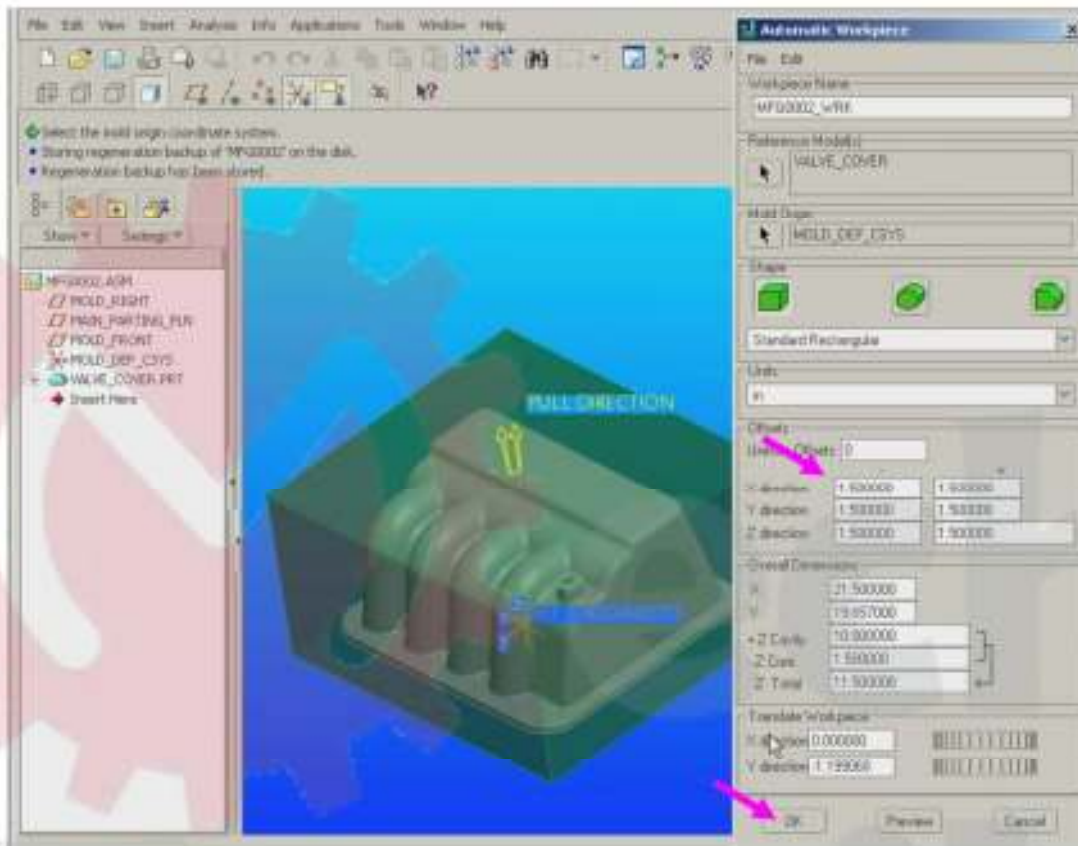 File Edit View Insert Analysis Info Applications Tools Window Help
Select the mold origin coordinate system.
Storing regeneration backup of 'MFG0002' on the disk.
Regeneration backup has been stored.
Show
Settings
MFG0002.ASM
MOLD_RIGHT
MAIN_PARTING_PLN
MOLD_FRONT
MOLD_DEF_CSYS
VALVE_COVER.PRT
Insert Here
PULL DIRECTION
Automatic Workpiece
File Edit
Workpiece Name
MFG0002_WRK
Reference Model(s)
VALVE_COVER
Mold Origin
MOLD_DEF_CSYS
Shape
Standard Rectangular
Units
in
Offsets
Uniform Offsets 0
- +
X direction 1.500000 1.500000
Y direction 1.500000 1.500000
Z direction 1.500000 1.500000
Overall Dimensions
X 21.500000
Y 19.657000
+Z Cavity 10.000000
-Z Core 1.500000
Z Total 11.500000
Translate Workpiece
X direction 0.000000
Y direction
OK Preview Cancel